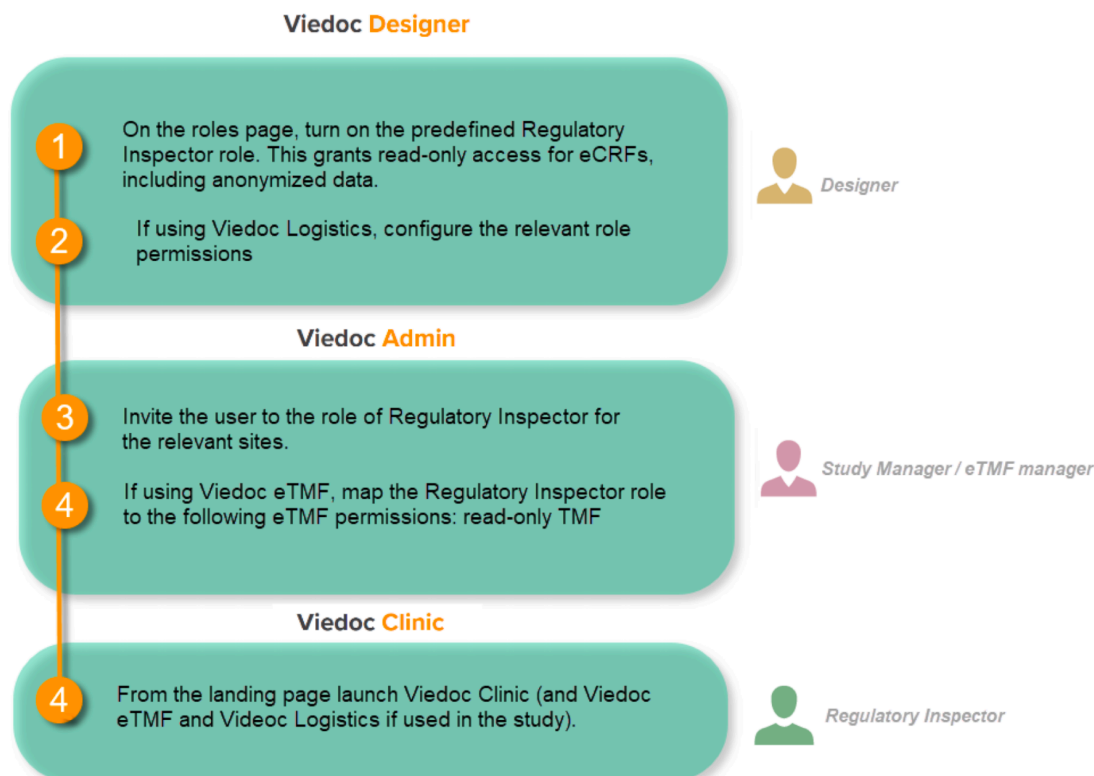 Viedoc Designer
1
On the roles page, turn on the predefined Regulatory
Inspector role. This grants read-only access for eCRFs,
including anonymized data.
2
If using Viedoc Logistics, configure the relevant role
permissions
Designer
Viedoc Admin
3
Invite the user to the role of Regulatory Inspector for
the relevant sites.
4
If using Viedoc eTMF, map the Regulatory Inspector role
to the following eTMF permissions: read-only TMF
Study Manager / eTMF manager
Viedoc Clinic
4
From the landing page launch Viedoc Clinic (and Viedoc
eTMF and Videoc Logistics if used in the study).
Regulatory Inspector